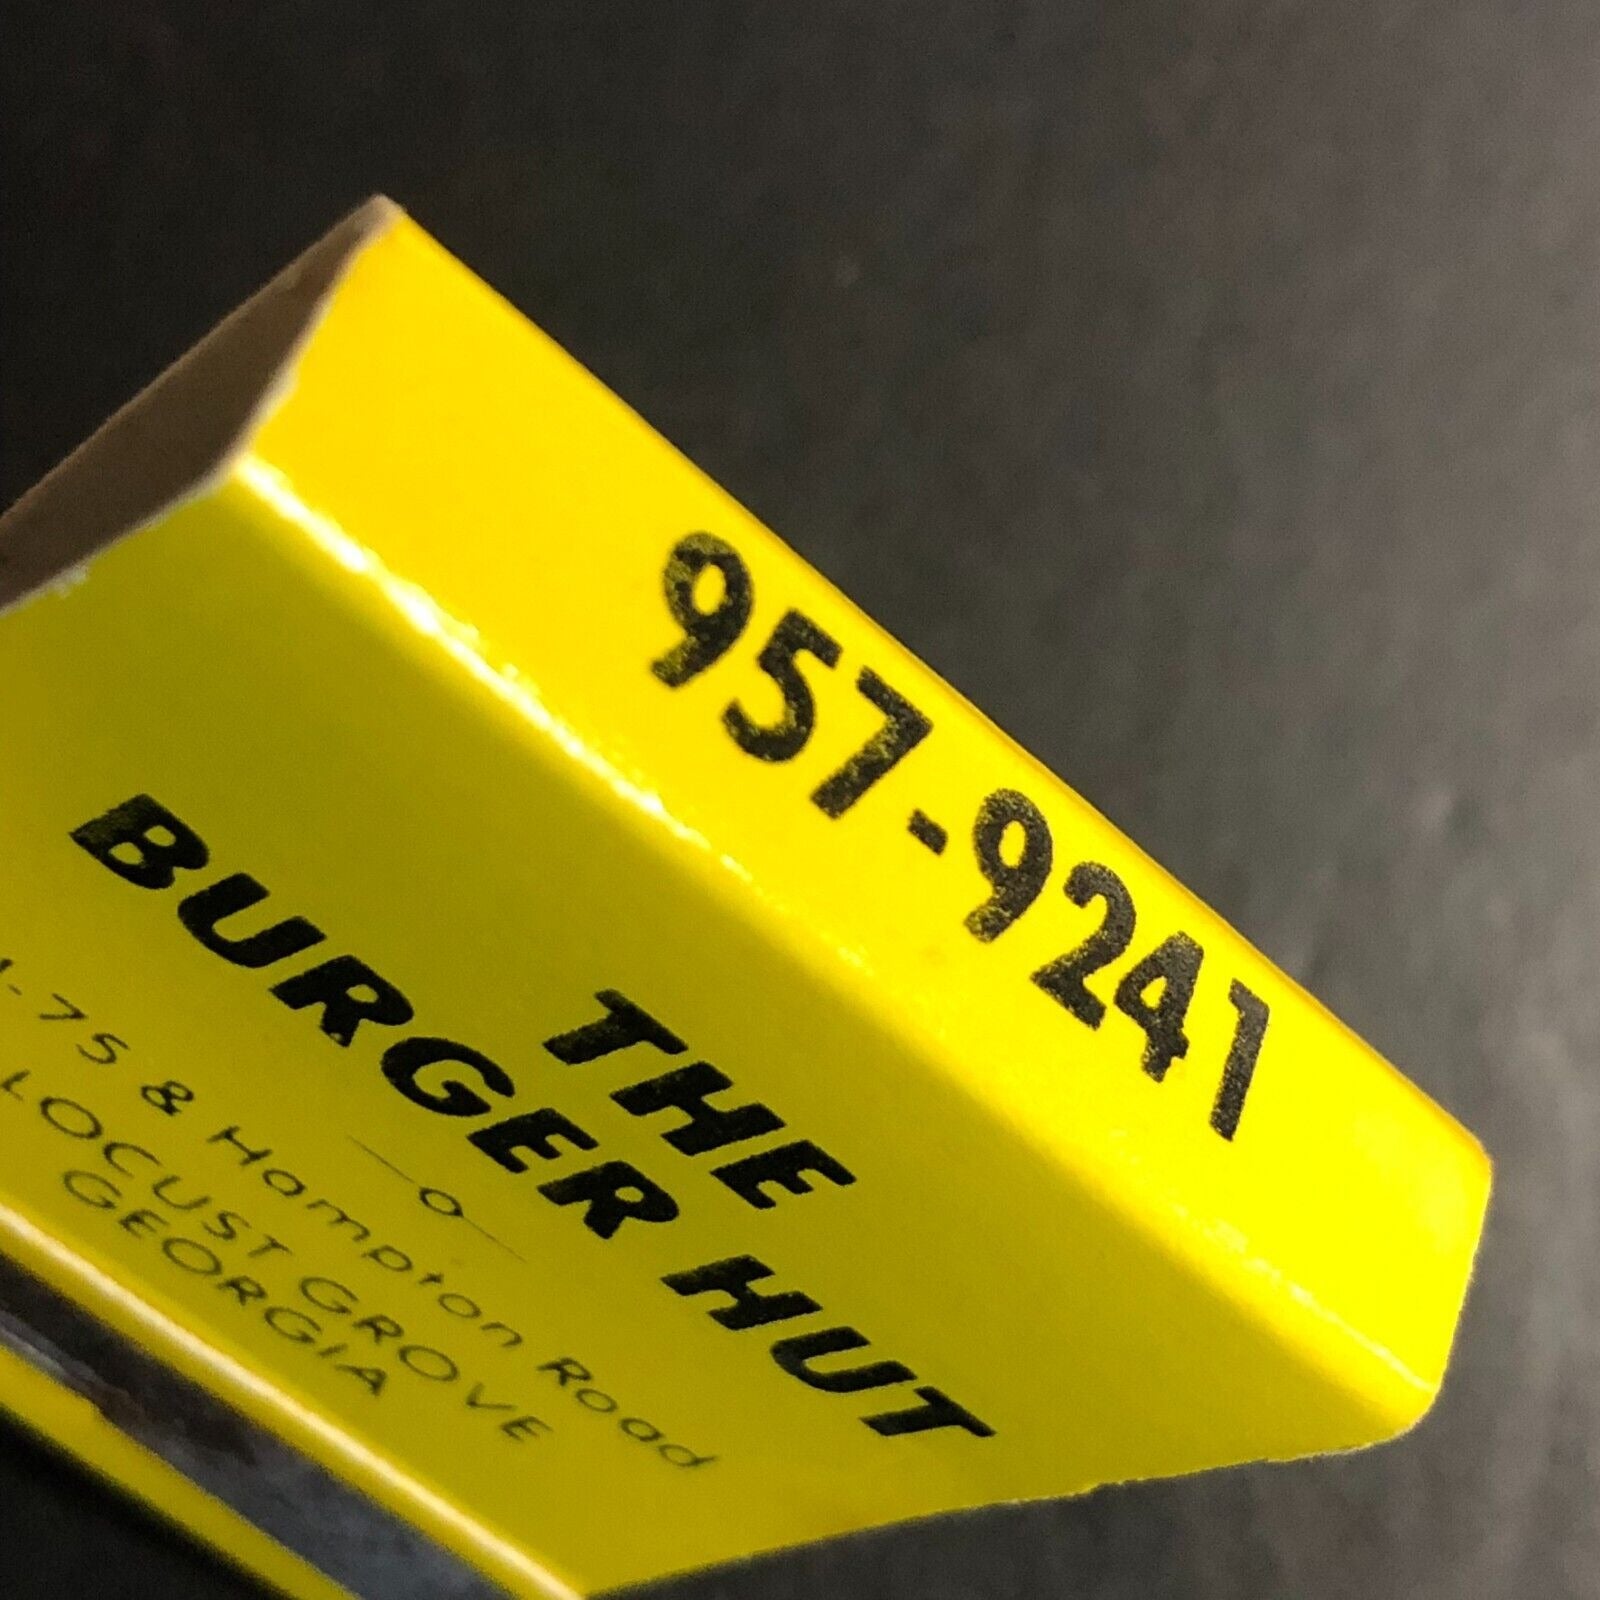 957-9241
THE
BURGER HUT
I-75 & Hampton Road
LOCUST GROVE
GEORGIA